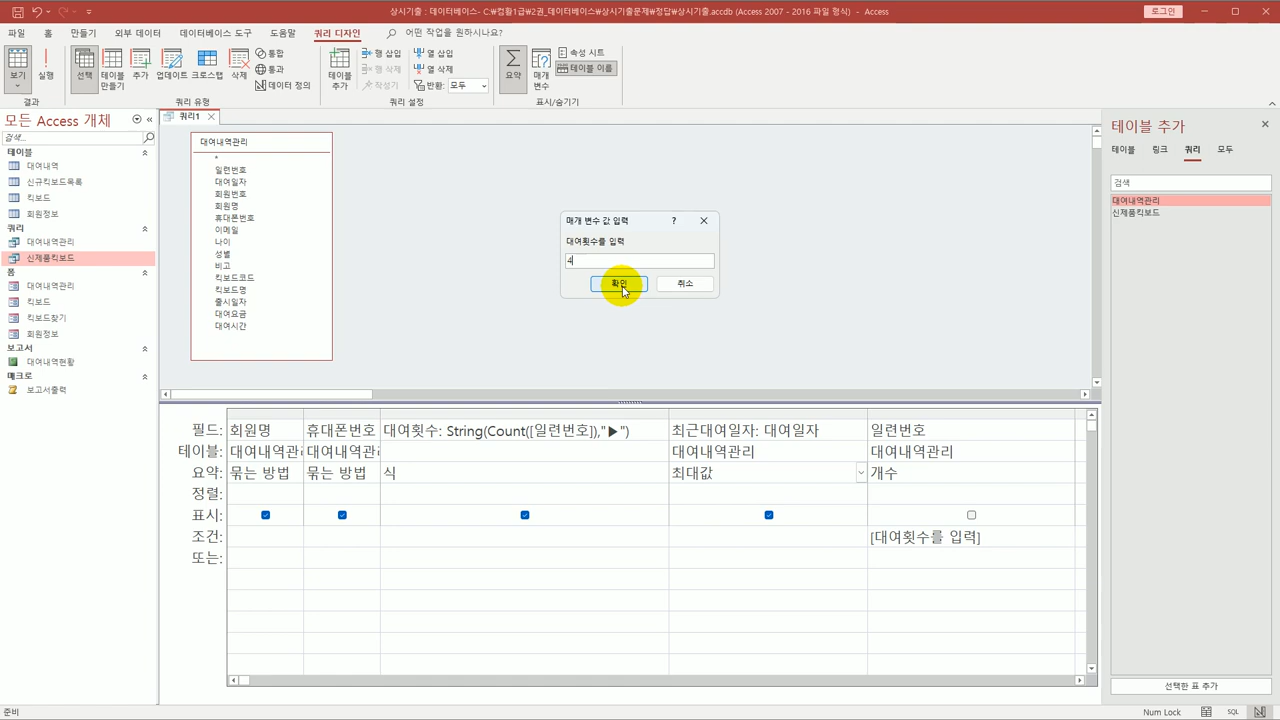 상시기출 : 데이터베이스- C:₩컴활1급₩2권_데이터베이스₩상시기출문제₩정답₩상시기출.accdb (Access 2007 - 2016 파일 형식) - Access
로그인
파일 홈 만들기 외부 데이터 데이터베이스 도구 도움말 쿼리 디자인 어떤 작업을 원하시나요?
보기
실행
선택
테이블
만들기
추가
업데이트
크로스탭
삭제
통합
통과
데이터 정의
테이블
추가
행 삽입
행 삭제
작성기
열 삽입
열 삭제
반환: 모두
요약
매개
변수
속성 시트
테이블 이름
결과
쿼리 유형
쿼리 설정
표시/숨기기
모든 Access 개체
검색...
테이블
대여내역
신규킥보드목록
킥보드
회원정보
쿼리
대여내역관리
신제품킥보드
폼
대여내역관리
킥보드
킥보드찾기
회원정보
보고서
대여내역현황
매크로
보고서출력
쿼리1
대여내역관리
*
일련번호
대여일자
회원번호
회원명
휴대폰번호
이메일
나이
성별
비고
킥보드코드
킥보드명
출시일자
대여요금
대여시간
매개 변수 값 입력 ?
대여횟수를 입력
4
확인 취소
필드: 회원명 휴대폰번호 대여횟수: String(Count([일련번호]),"▶") 최근대여일자: 대여일자 일련번호
테이블: 대여내역관리 대여내역관리 대여내역관리 대여내역관리
요약: 묶는 방법 묶는 방법 식 최대값 개수
정렬:
표시:
조건: [대여횟수를 입력]
또는:
테이블 추가
테이블 링크 쿼리 모두
검색
대여내역관리
신제품킥보드
선택한 표 추가
준비
Num Lock
SQL